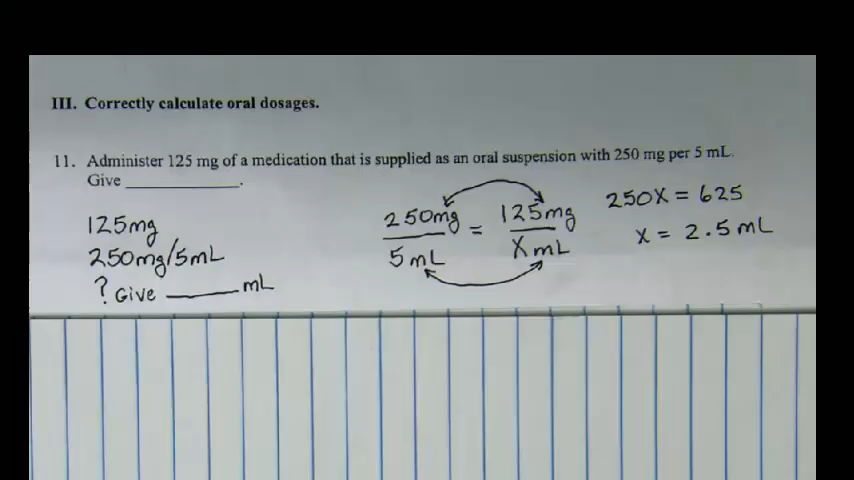 III. Correctly calculate oral dosages.
11. Administer 125 mg of a medication that is supplied as an oral suspension with 250 mg per 5 mL.
Give ____________.
125mg
250mg/5mL
? Give ______ mL
250mg = 125mg
5mL XmL
250X = 625
X = 2.5mL